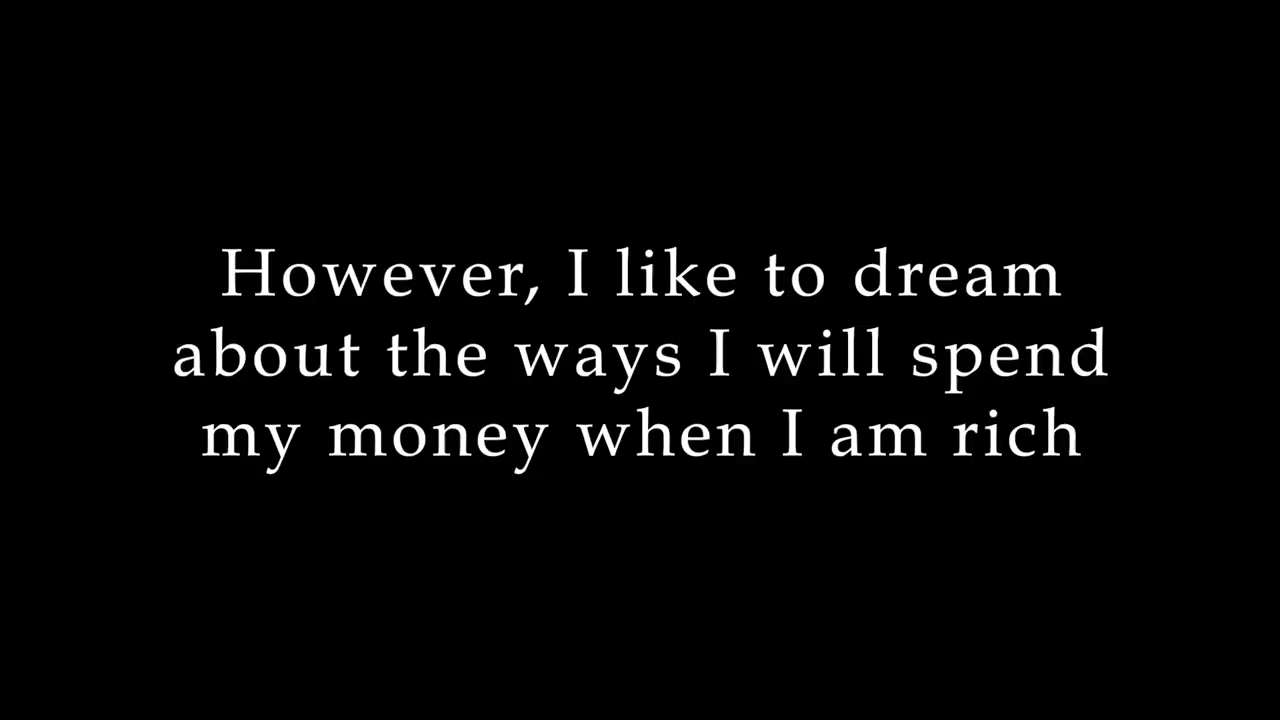 However, I like to dream
about the ways I will spend
my money when I am rich